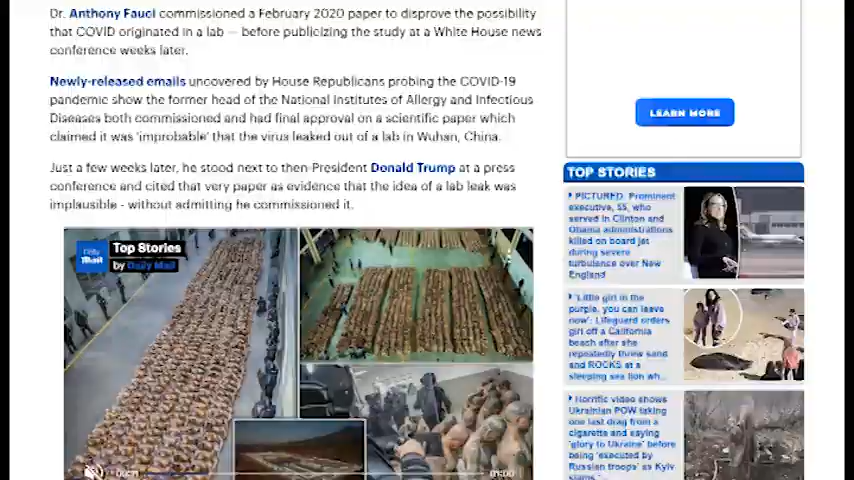 Dr. Anthony Fauci commissioned a February 2020 paper to disprove the possibility
that COVID originated in a lab — before publicizing the study at a White House news
conference weeks later.
Newly-released emails uncovered by House Republicans probing the COVID-19
pandemic show the former head of the National Institutes of Allergy and Infectious
Diseases both commissioned and had final approval on a scientific paper which
claimed it was 'improbable' that the virus leaked out of a lab in Wuhan, China.
Just a few weeks later, he stood next to then-President Donald Trump at a press
conference and cited that very paper as evidence that the idea of a lab leak was
implausible - without admitting he commissioned it.
Daily
Mail
Top Stories
by Daily Mail
00:11
01:00
LEARN MORE
TOP STORIES
PICTURED: Prominent
executive, 55, who
served in Clinton and
Obama administrations
killed on board jet
during severe
turbulence over New
England
'Little girl in the
purple, you can leave
now': Lifeguard orders
girl off a California
beach after she
repeatedly threw sand
and ROCKS at a
sleeping sea lion wh...
Horrific video shows
Ukrainian POW taking
one last drag from a
cigarette and saying
'glory to Ukraine' before
being 'executed by
Russian troops' as Kyiv
slams